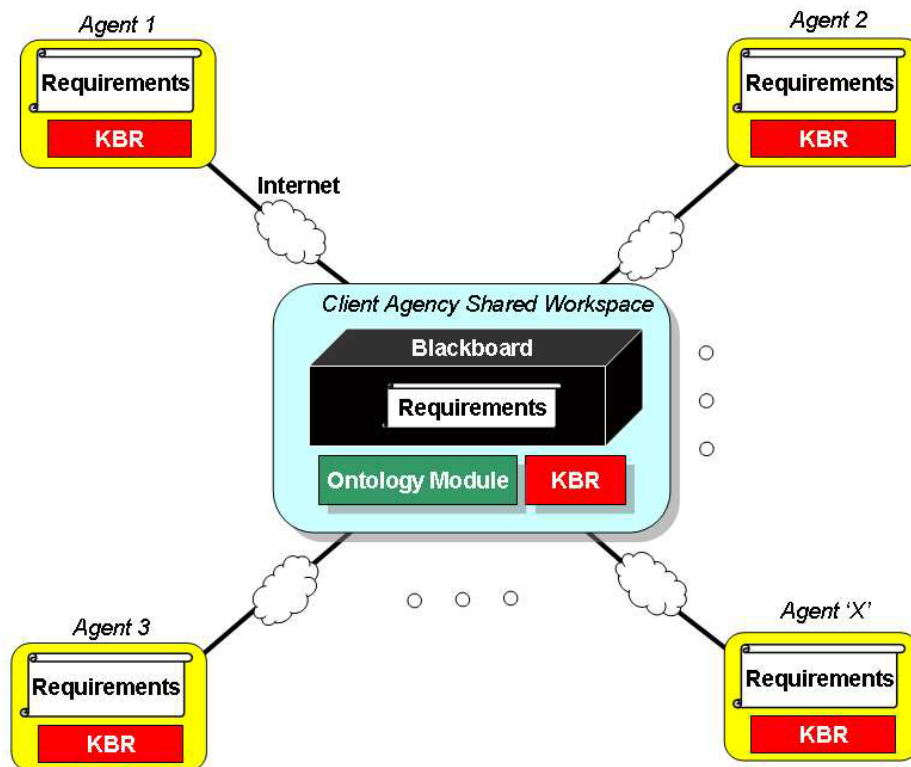 Agent 1
Requirements
KBR
Agent 2
Requirements
KBR
Internet
Client Agency Shared Workspace
Blackboard
Requirements
Ontology Module
KBR
Agent 3
Requirements
KBR
Agent ‘X’
Requirements
KBR